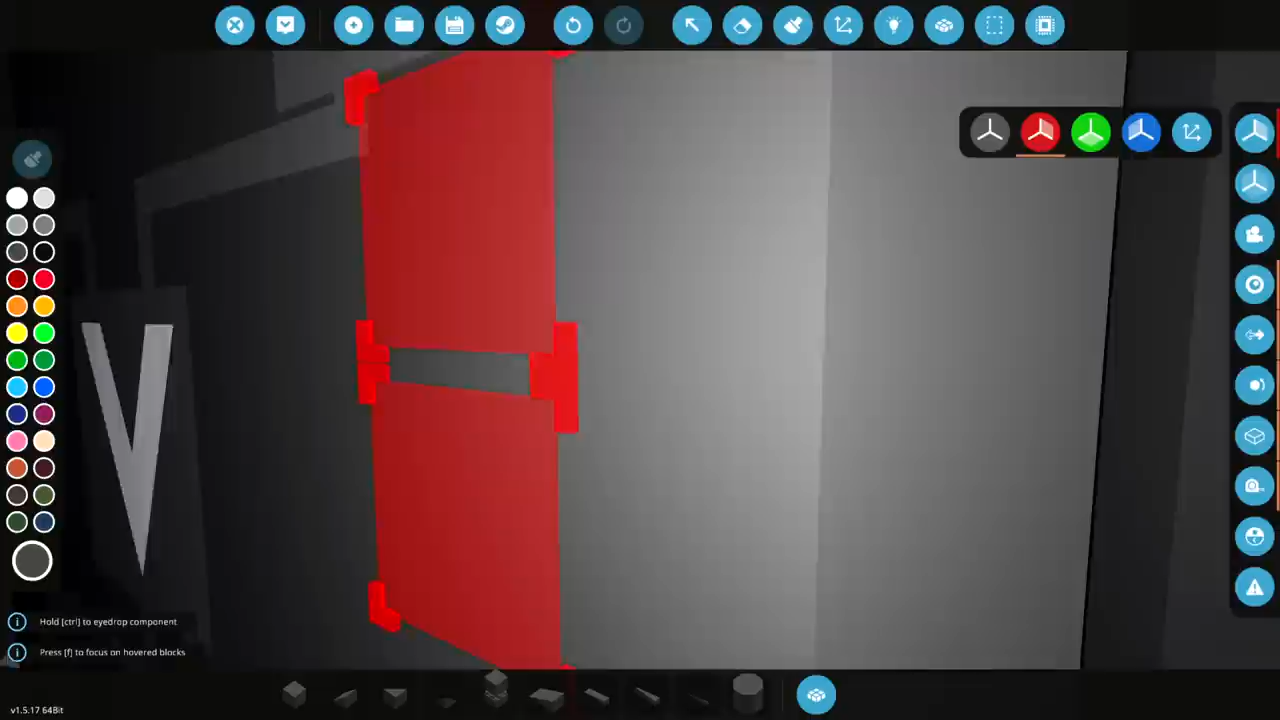 V
Hold [ctrl] to eyedrop component
Press [f] to focus on hovered blocks
v1.5.17 64Bit